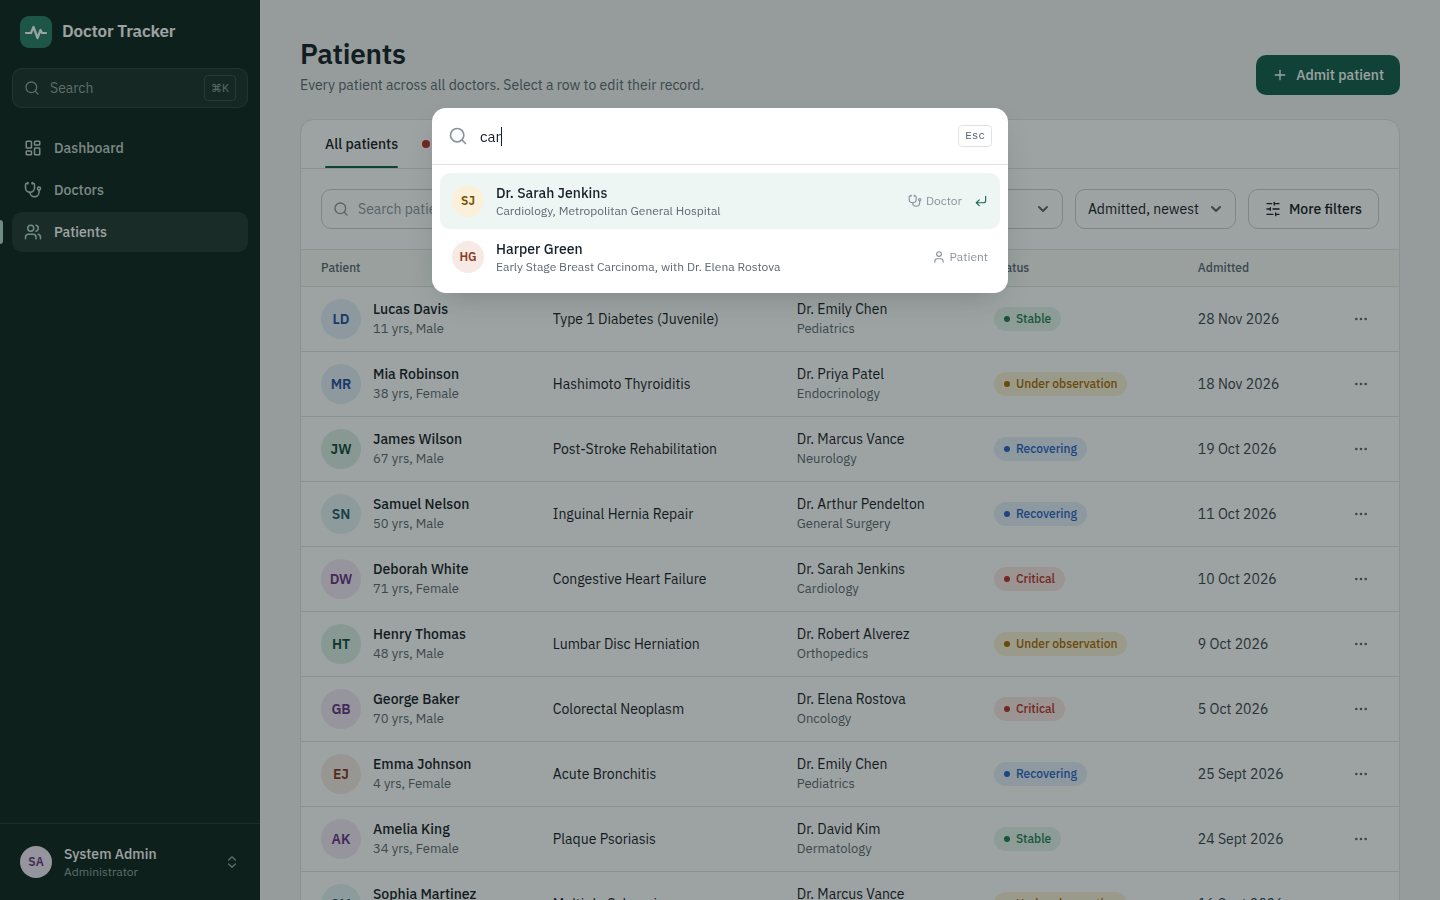 Doctor Tracker
Search
⌘K
Dashboard
Doctors
Patients
System Admin
SA
Administrator
Patients
Every patient across all doctors. Select a row to edit their record.
Admit patient
car
Esc
SJ
Dr. Sarah Jenkins
Cardiology, Metropolitan General Hospital
Doctor
HG
Harper Green
Early Stage Breast Carcinoma, with Dr. Elena Rostova
Patient
All patients
Search
Admitted, newest
More filters
Patient
Admitted
LD
Lucas Davis
11 yrs, Male
Type 1 Diabetes (Juvenile)
Dr. Emily Chen
Pediatrics
Stable
28 Nov 2026
MR
Mia Robinson
38 yrs, Female
Hashimoto Thyroiditis
Dr. Priya Patel
Endocrinology
Under observation
18 Nov 2026
JW
James Wilson
67 yrs, Male
Post-Stroke Rehabilitation
Dr. Marcus Vance
Neurology
Recovering
19 Oct 2026
SN
Samuel Nelson
50 yrs, Male
Inguinal Hernia Repair
Dr. Arthur Pendelton
General Surgery
Recovering
11 Oct 2026
DW
Deborah White
71 yrs, Female
Congestive Heart Failure
Dr. Sarah Jenkins
Cardiology
Critical
10 Oct 2026
HT
Henry Thomas
48 yrs, Male
Lumbar Disc Herniation
Dr. Robert Alverez
Orthopedics
Under observation
9 Oct 2026
GB
George Baker
70 yrs, Male
Colorectal Neoplasm
Dr. Elena Rostova
Oncology
Critical
5 Oct 2026
EJ
Emma Johnson
4 yrs, Female
Acute Bronchitis
Dr. Emily Chen
Pediatrics
Recovering
25 Sept 2026
AK
Amelia King
34 yrs, Female
Plaque Psoriasis
Dr. David Kim
Dermatology
Stable
24 Sept 2026
Sophia Martinez
Dr. Marcus Vance